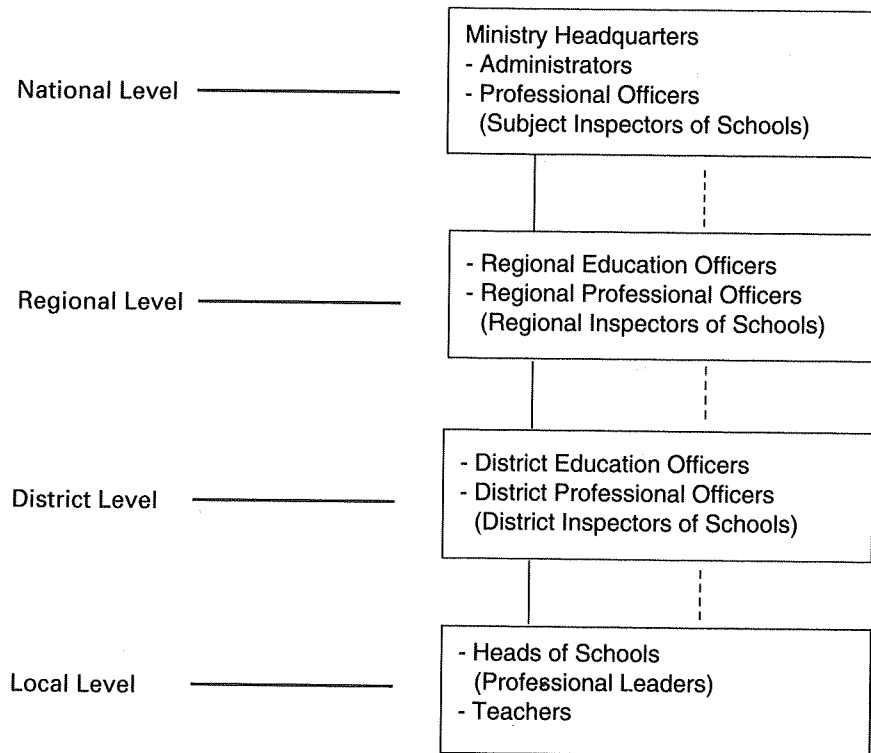 National Level
Ministry Headquarters
- Administrators
- Professional Officers
(Subject Inspectors of Schools)
Regional Level
- Regional Education Officers
- Regional Professional Officers
(Regional Inspectors of Schools)
District Level
- District Education Officers
- District Professional Officers
(District Inspectors of Schools)
Local Level
- Heads of Schools
(Professional Leaders)
- Teachers